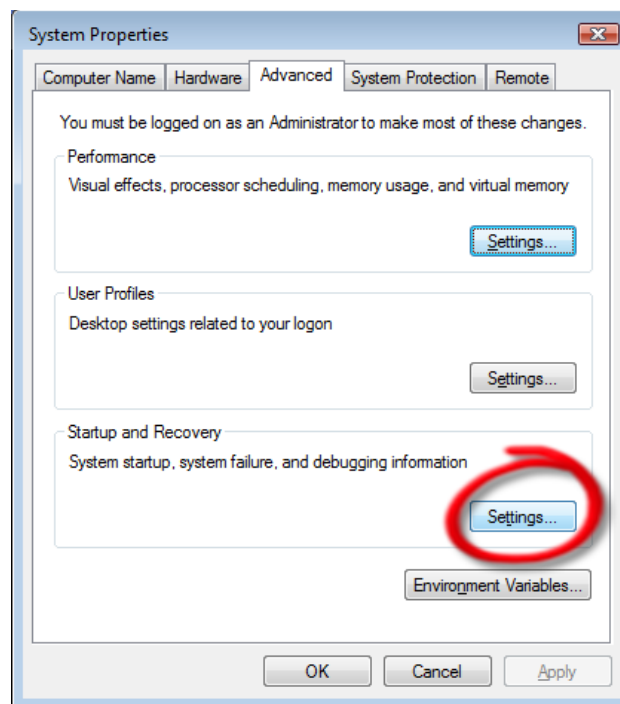 System Properties
Computer Name Hardware Advanced System Protection Remote
You must be logged on as an Administrator to make most of these changes.
Performance
Visual effects, processor scheduling, memory usage, and virtual memory
Settings...
User Profiles
Desktop settings related to your logon
Settings...
Startup and Recovery
System startup, system failure, and debugging information
Settings...
Environment Variables...
OK Cancel Apply